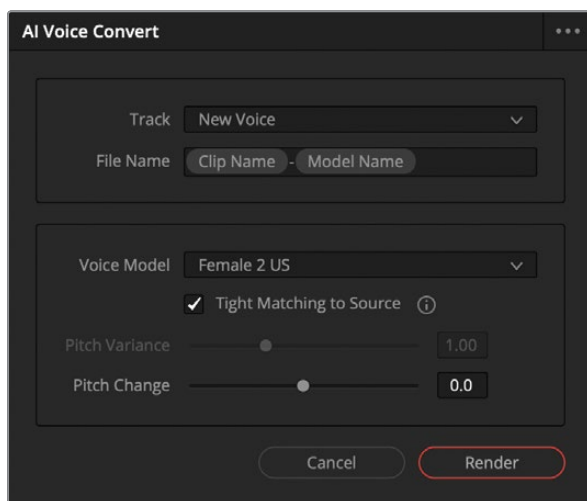 AI Voice Convert
Track New Voice
File Name Clip Name - Model Name
Voice Model Female 2 US
Tight Matching to Source
Pitch Variance 1.00
Pitch Change 0.0
Cancel Render